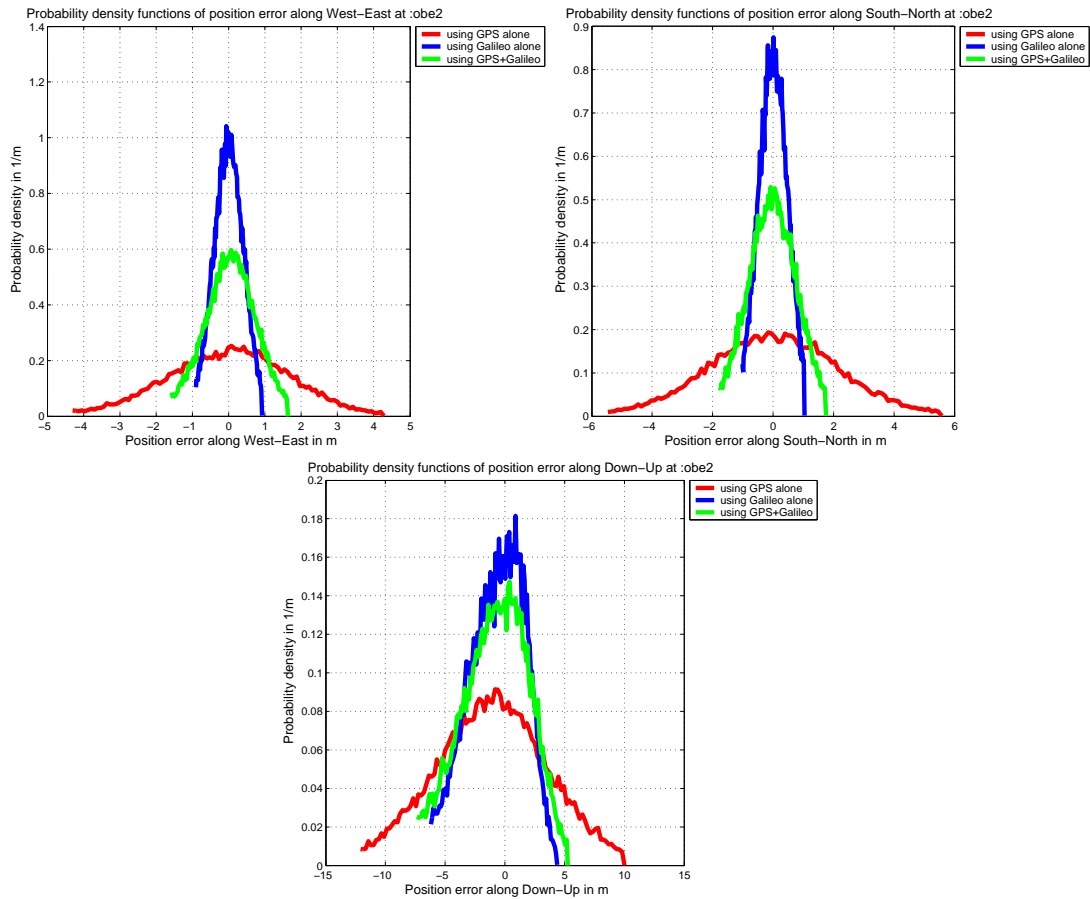 Probability density functions of position error along West−East at :obe2
using GPS alone
using Galileo alone
using GPS+Galileo
1.4
1.2
1
0.8
0.6
0.4
0.2
0
Probability density in 1/m
−5 −4 −3 −2 −1 0 1 2 3 4 5
Position error along West−East in m
Probability density functions of position error along South−North at :obe2
using GPS alone
using Galileo alone
using GPS+Galileo
0.9
0.8
0.7
0.6
0.5
0.4
0.3
0.2
0.1
0
Probability density in 1/m
−6 −4 −2 0 2 4 6
Position error along South−North in m
Probability density functions of position error along Down−Up at :obe2
using GPS alone
using Galileo alone
using GPS+Galileo
0.2
0.18
0.16
0.14
0.12
0.1
0.08
0.06
0.04
0.02
0
Probability density in 1/m
−15 −10 −5 0 5 10 15
Position error along Down−Up in m